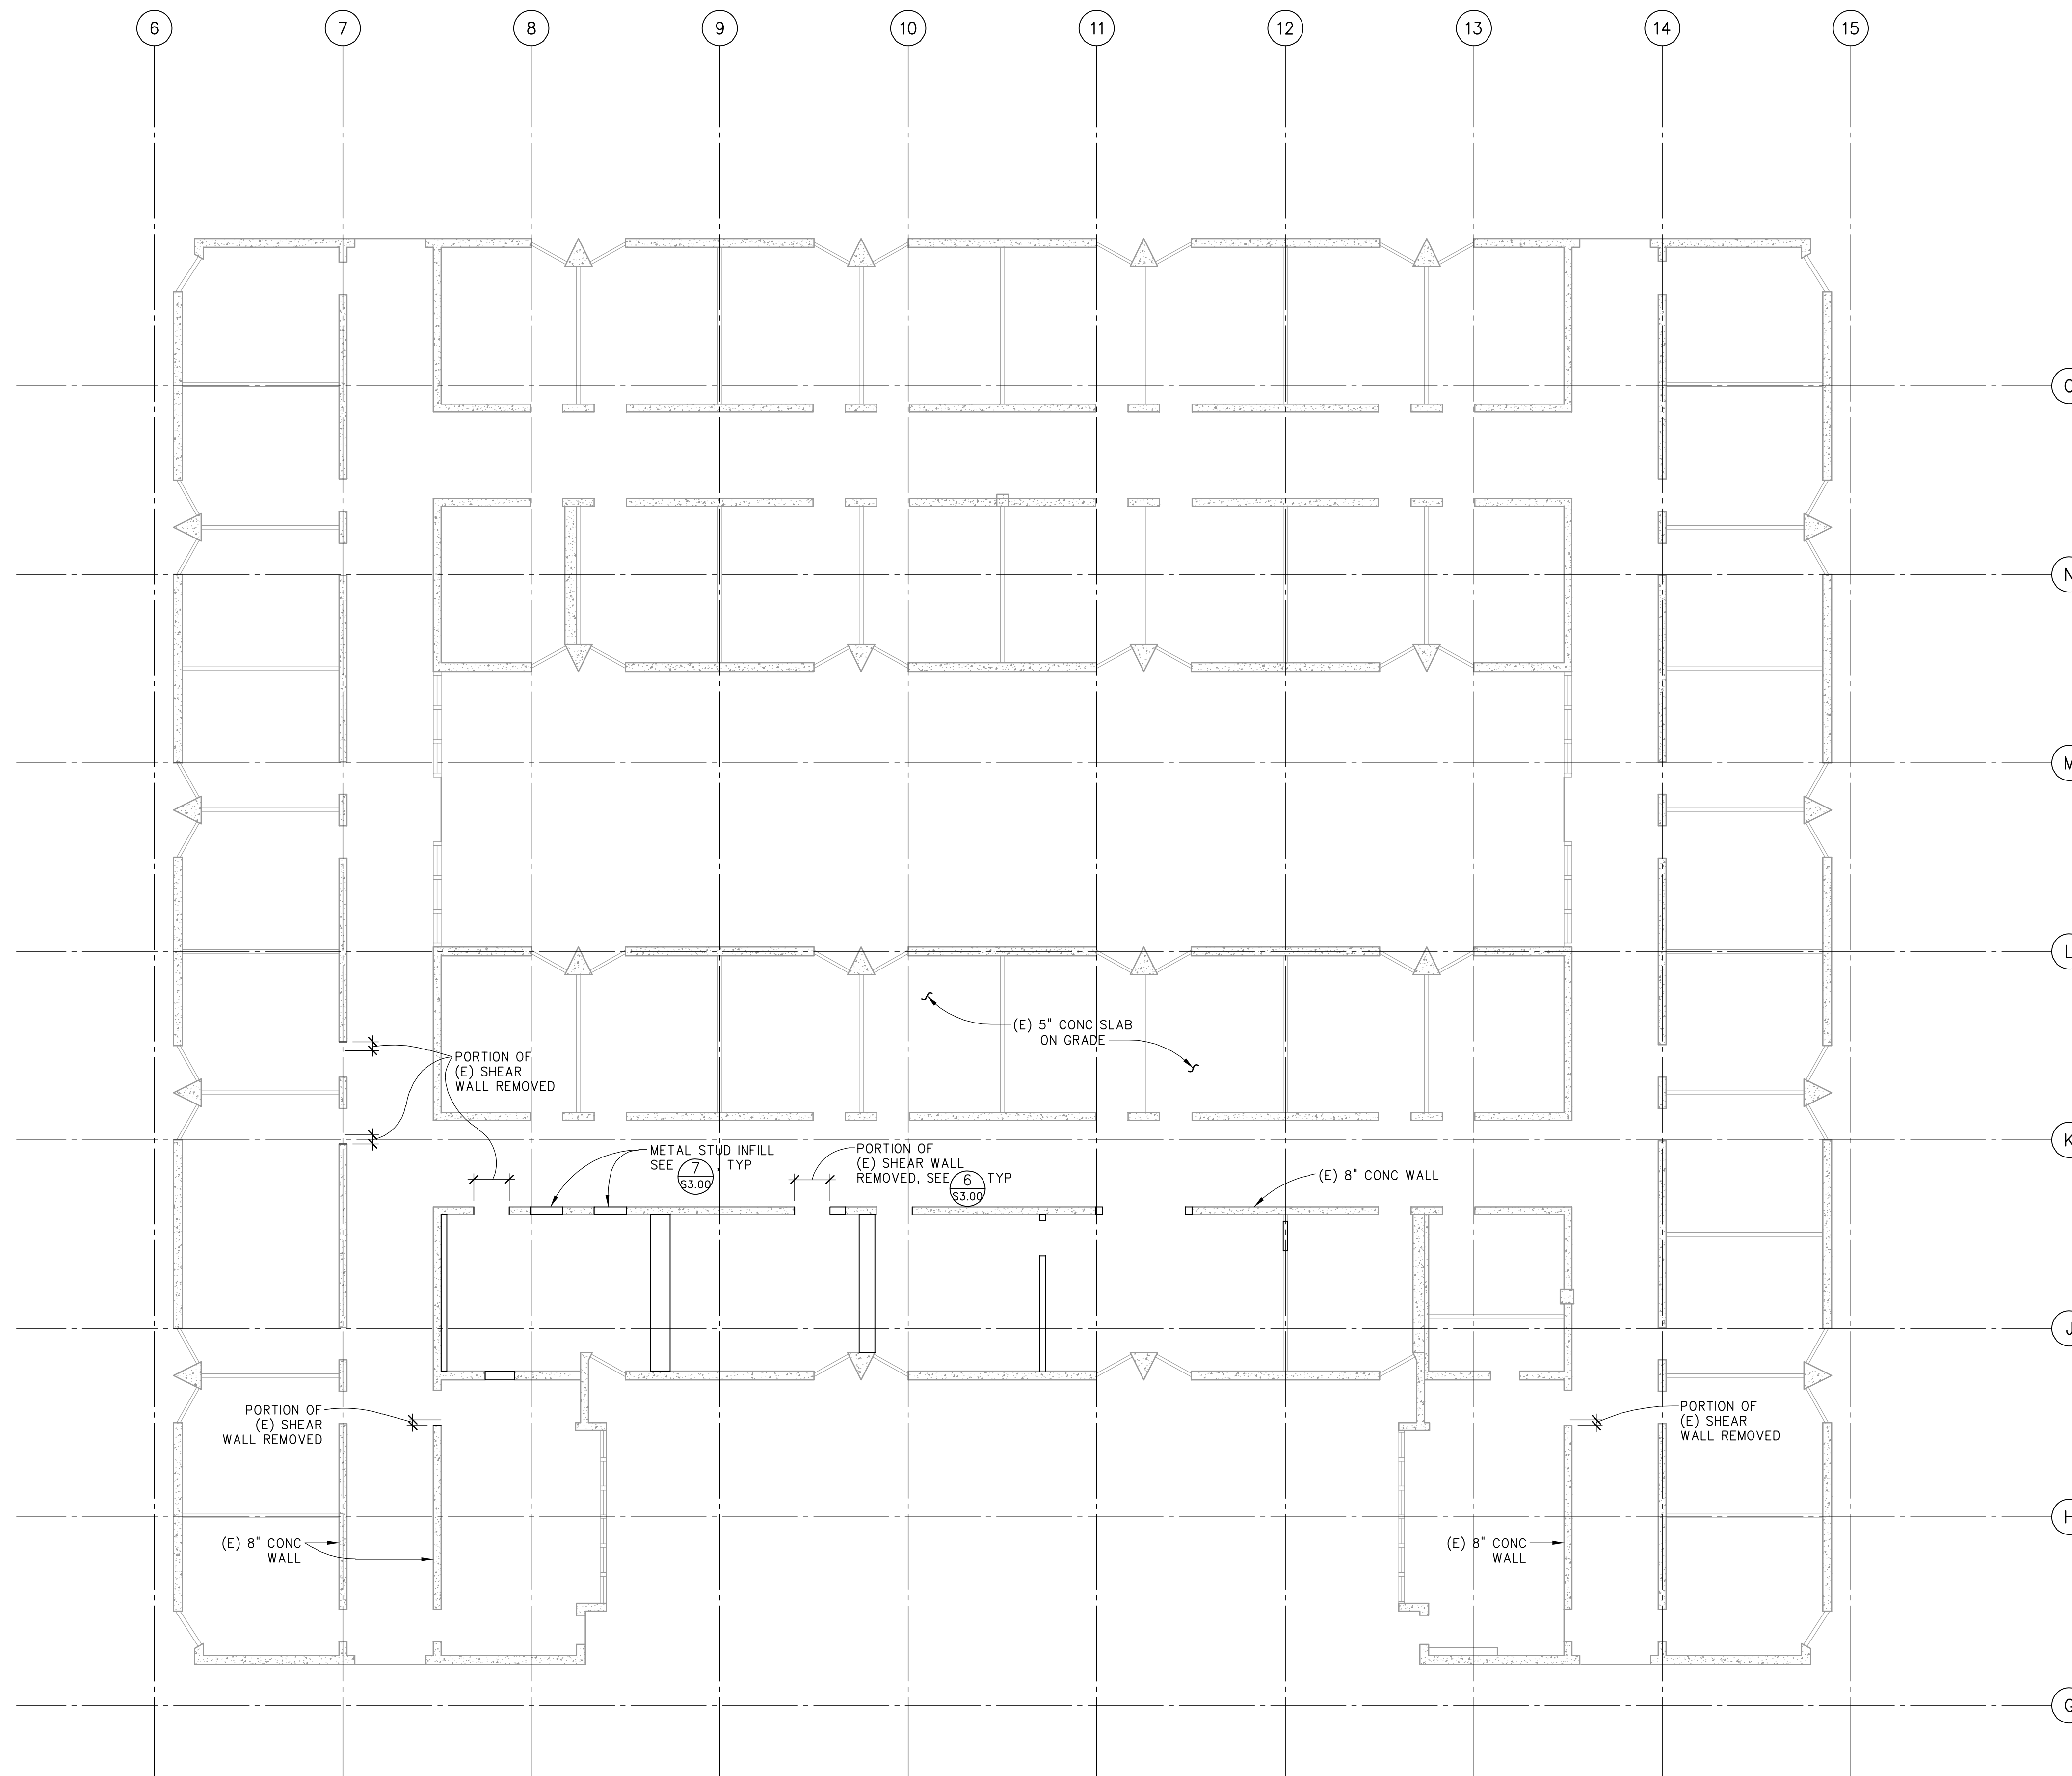 6 7 8 9 10 11 12 13 14 15
N
M
L
(E) 5" CONC SLAB
ON GRADE
PORTION OF
(E) SHEAR
WALL REMOVED
K
METAL STUD INFILL
SEE 7 , TYP
S3.00
PORTION OF
(E) SHEAR WALL
REMOVED, SEE 6 TYP
S3.00
(E) 8" CONC WALL
J
PORTION OF
(E) SHEAR
WALL REMOVED
PORTION OF
(E) SHEAR
WALL REMOVED
H
(E) 8" CONC
WALL
(E) 8" CONC
WALL
G